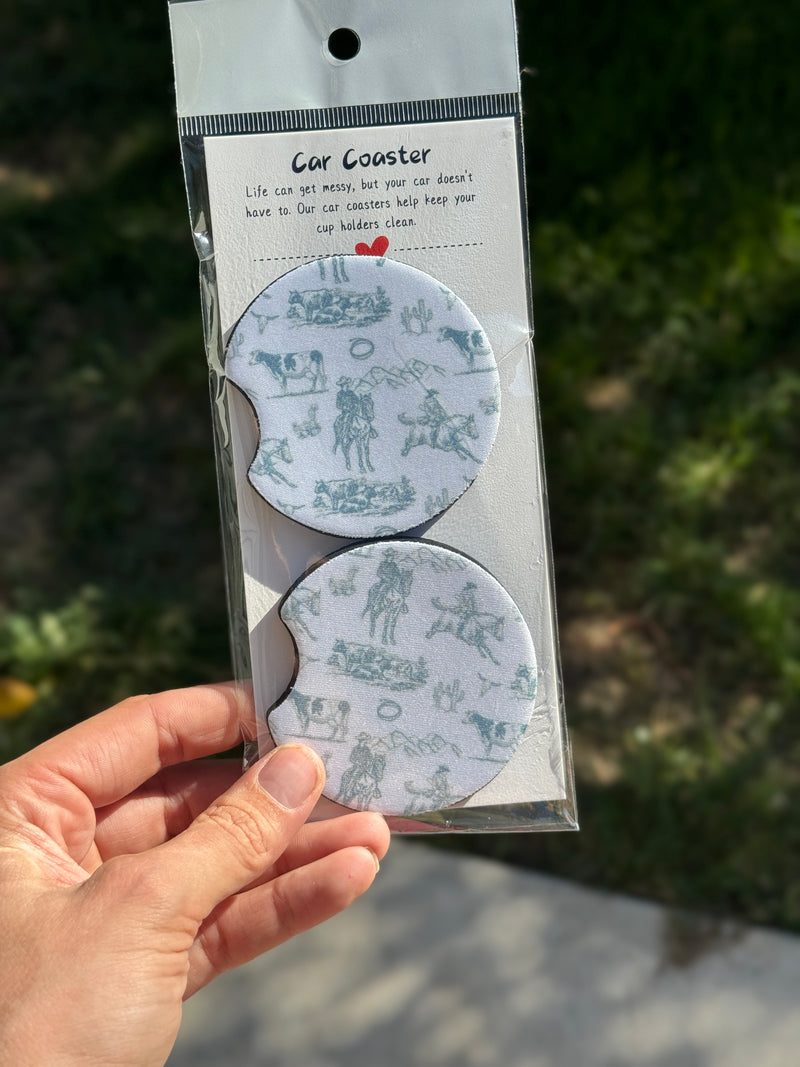 Car Coaster
Life can get messy, but your car doesn't
have to. Our car coasters help keep your
cup holders clean.